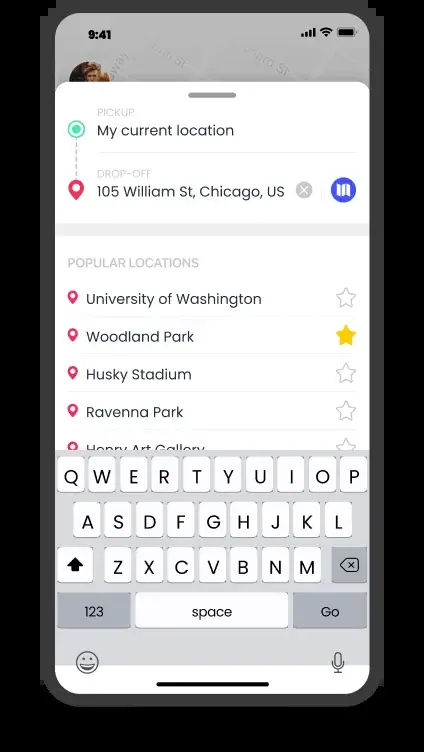 9:41
PICKUP
My current location
DROP-OFF
105 William St, Chicago, US
POPULAR LOCATIONS
University of Washington
Woodland Park
Husky Stadium
Ravenna Park
Henry Art Gallery
Q W E R T Y U I O P
A S D F G H J K L
Z X C V B N M
123 space Go